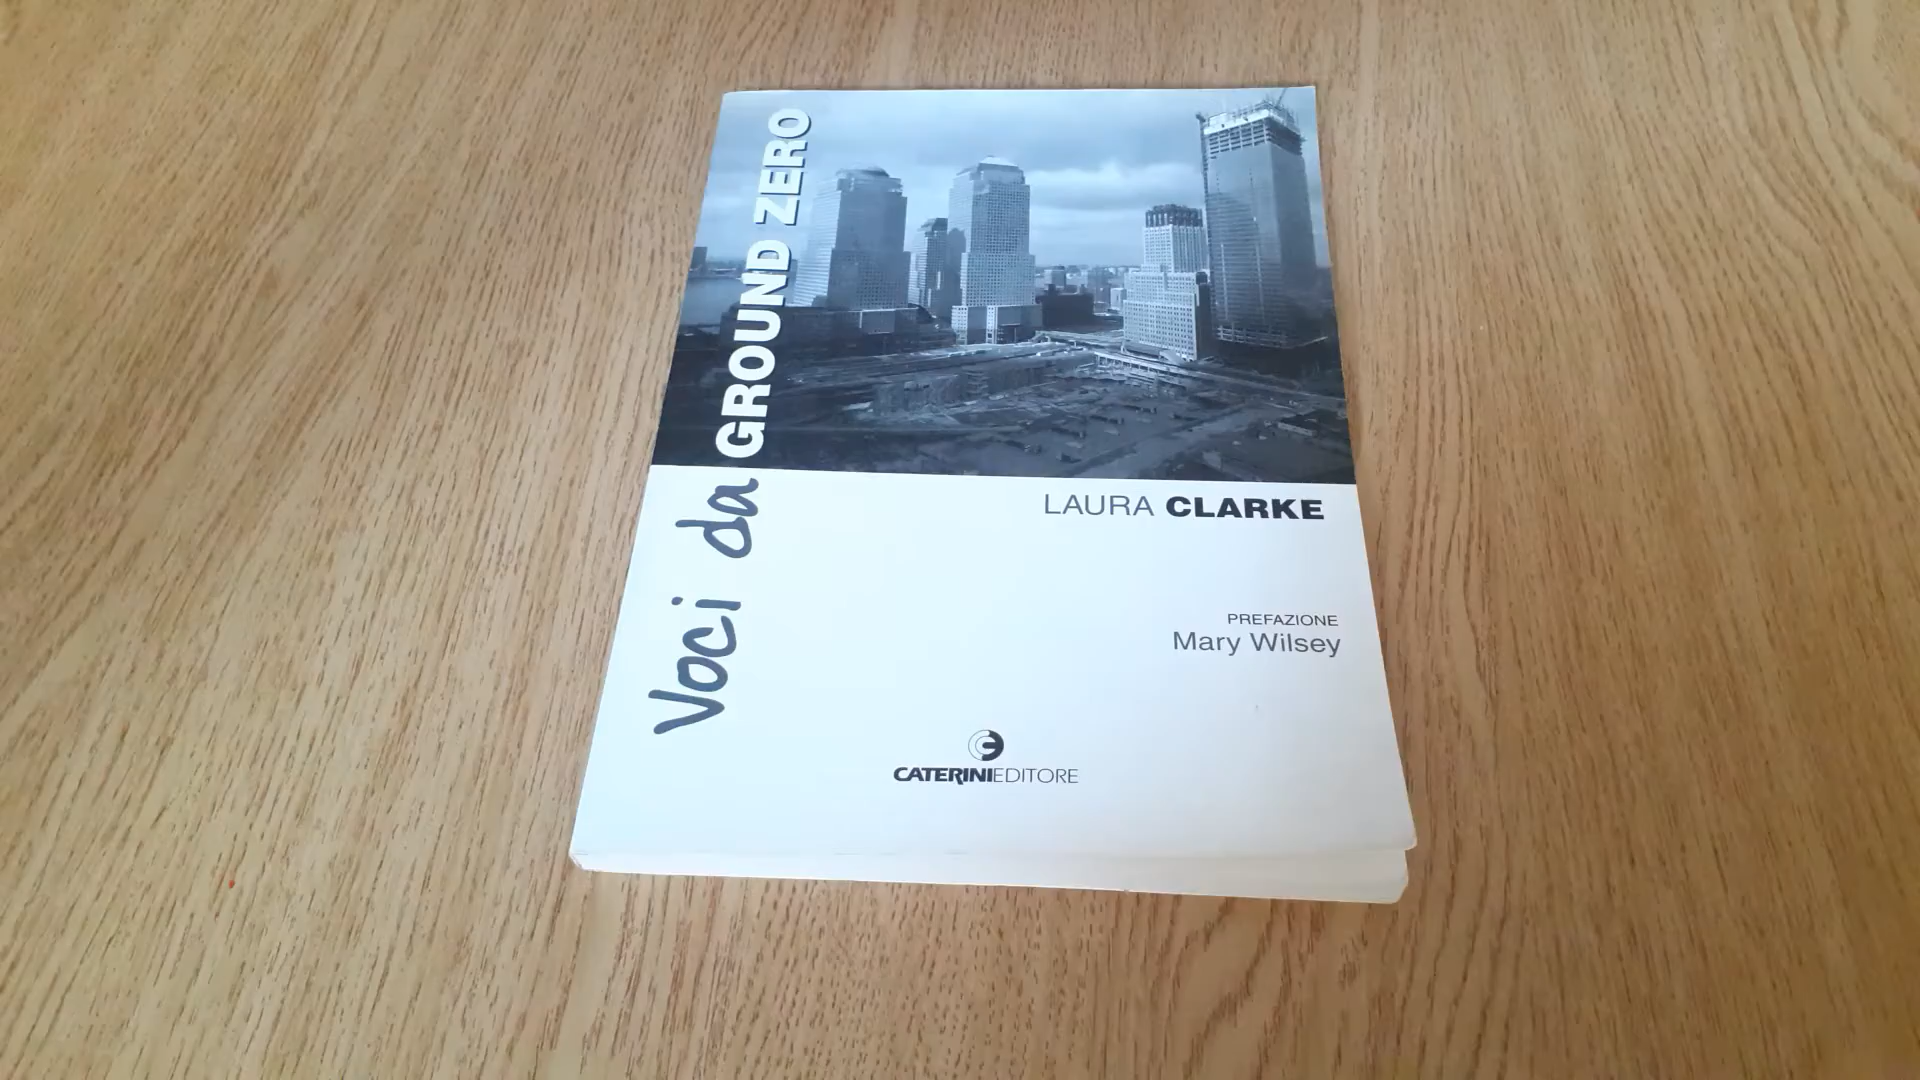 Voci da GROUND ZERO
LAURA CLARKE
PREFAZIONE
Mary Wilsey
CATERINIEDITORE